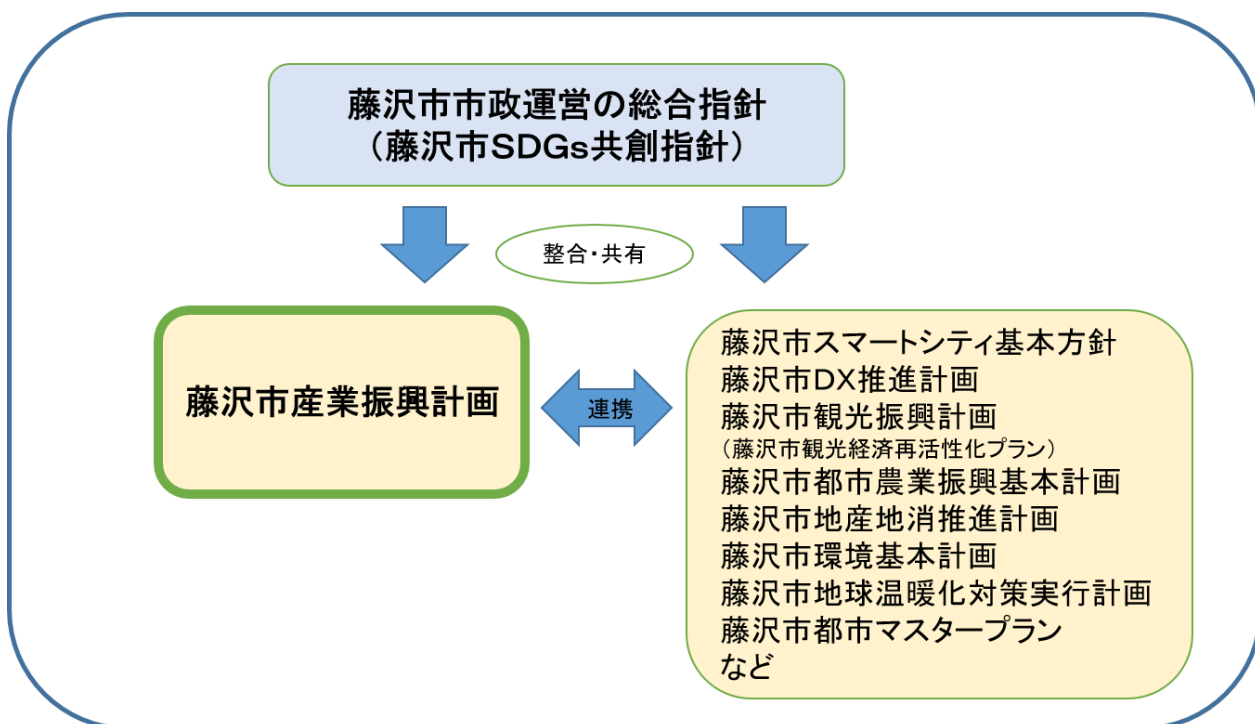 藤沢市市政運営の総合指針
（藤沢市SDGs共創指針）
整合・共有
藤沢市産業振興計画
連携
藤沢市スマートシティ基本方針
藤沢市DX推進計画
藤沢市観光振興計画
（藤沢市観光経済再活性化プラン）
藤沢市都市農業振興基本計画
藤沢市地産地消推進計画
藤沢市環境基本計画
藤沢市地球温暖化対策実行計画
藤沢市都市マスタープラン
など